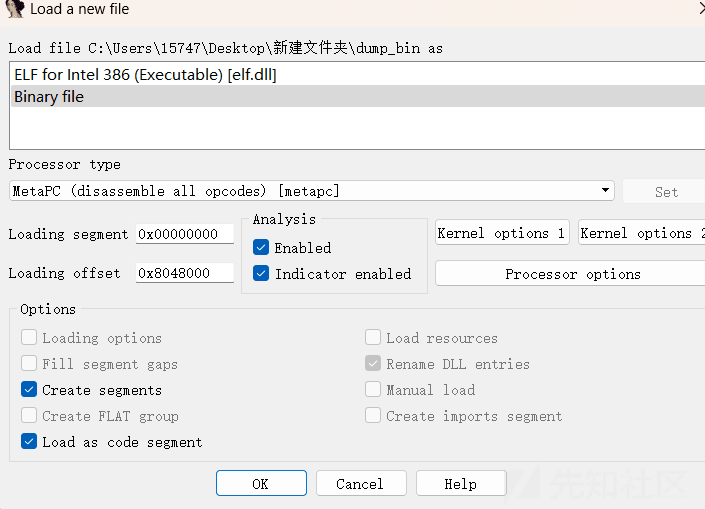 Load a new file
Load file C:\Users\15747\Desktop\新建文件夹\dump_bin as
ELF for Intel 386 (Executable) [elf.dll]
Binary file
Processor type
MetaPC (disassemble all opcodes) [metapc]
Set
Loading segment 0x00000000
Loading offset 0x8048000
Analysis
Enabled
Indicator enabled
Kernel options 1
Kernel options 2
Processor options
Options
Loading options
Fill segment gaps
Create segments
Create FLAT group
Load as code segment
Load resources
Rename DLL entries
Manual load
Create imports segment
OK
Cancel
Help
先知社区